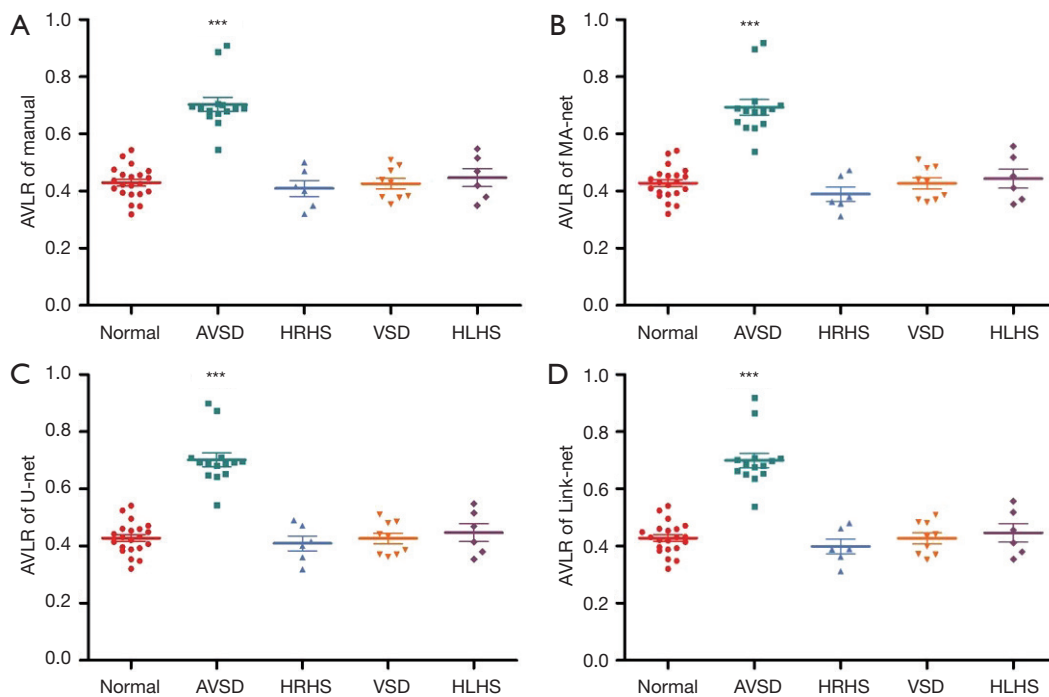 A
AVLR of manual
1.0
0.8
0.6
0.4
0.2
0.0
***
Normal AVSD HRHS VSD HLHS
B
AVLR of MA-net
1.0
0.8
0.6
0.4
0.2
0.0
***
Normal AVSD HRHS VSD HLHS
C
AVLR of U-net
1.0
0.8
0.6
0.4
0.2
0.0
***
Normal AVSD HRHS VSD HLHS
D
AVLR of Link-net
1.0
0.8
0.6
0.4
0.2
0.0
***
Normal AVSD HRHS VSD HLHS